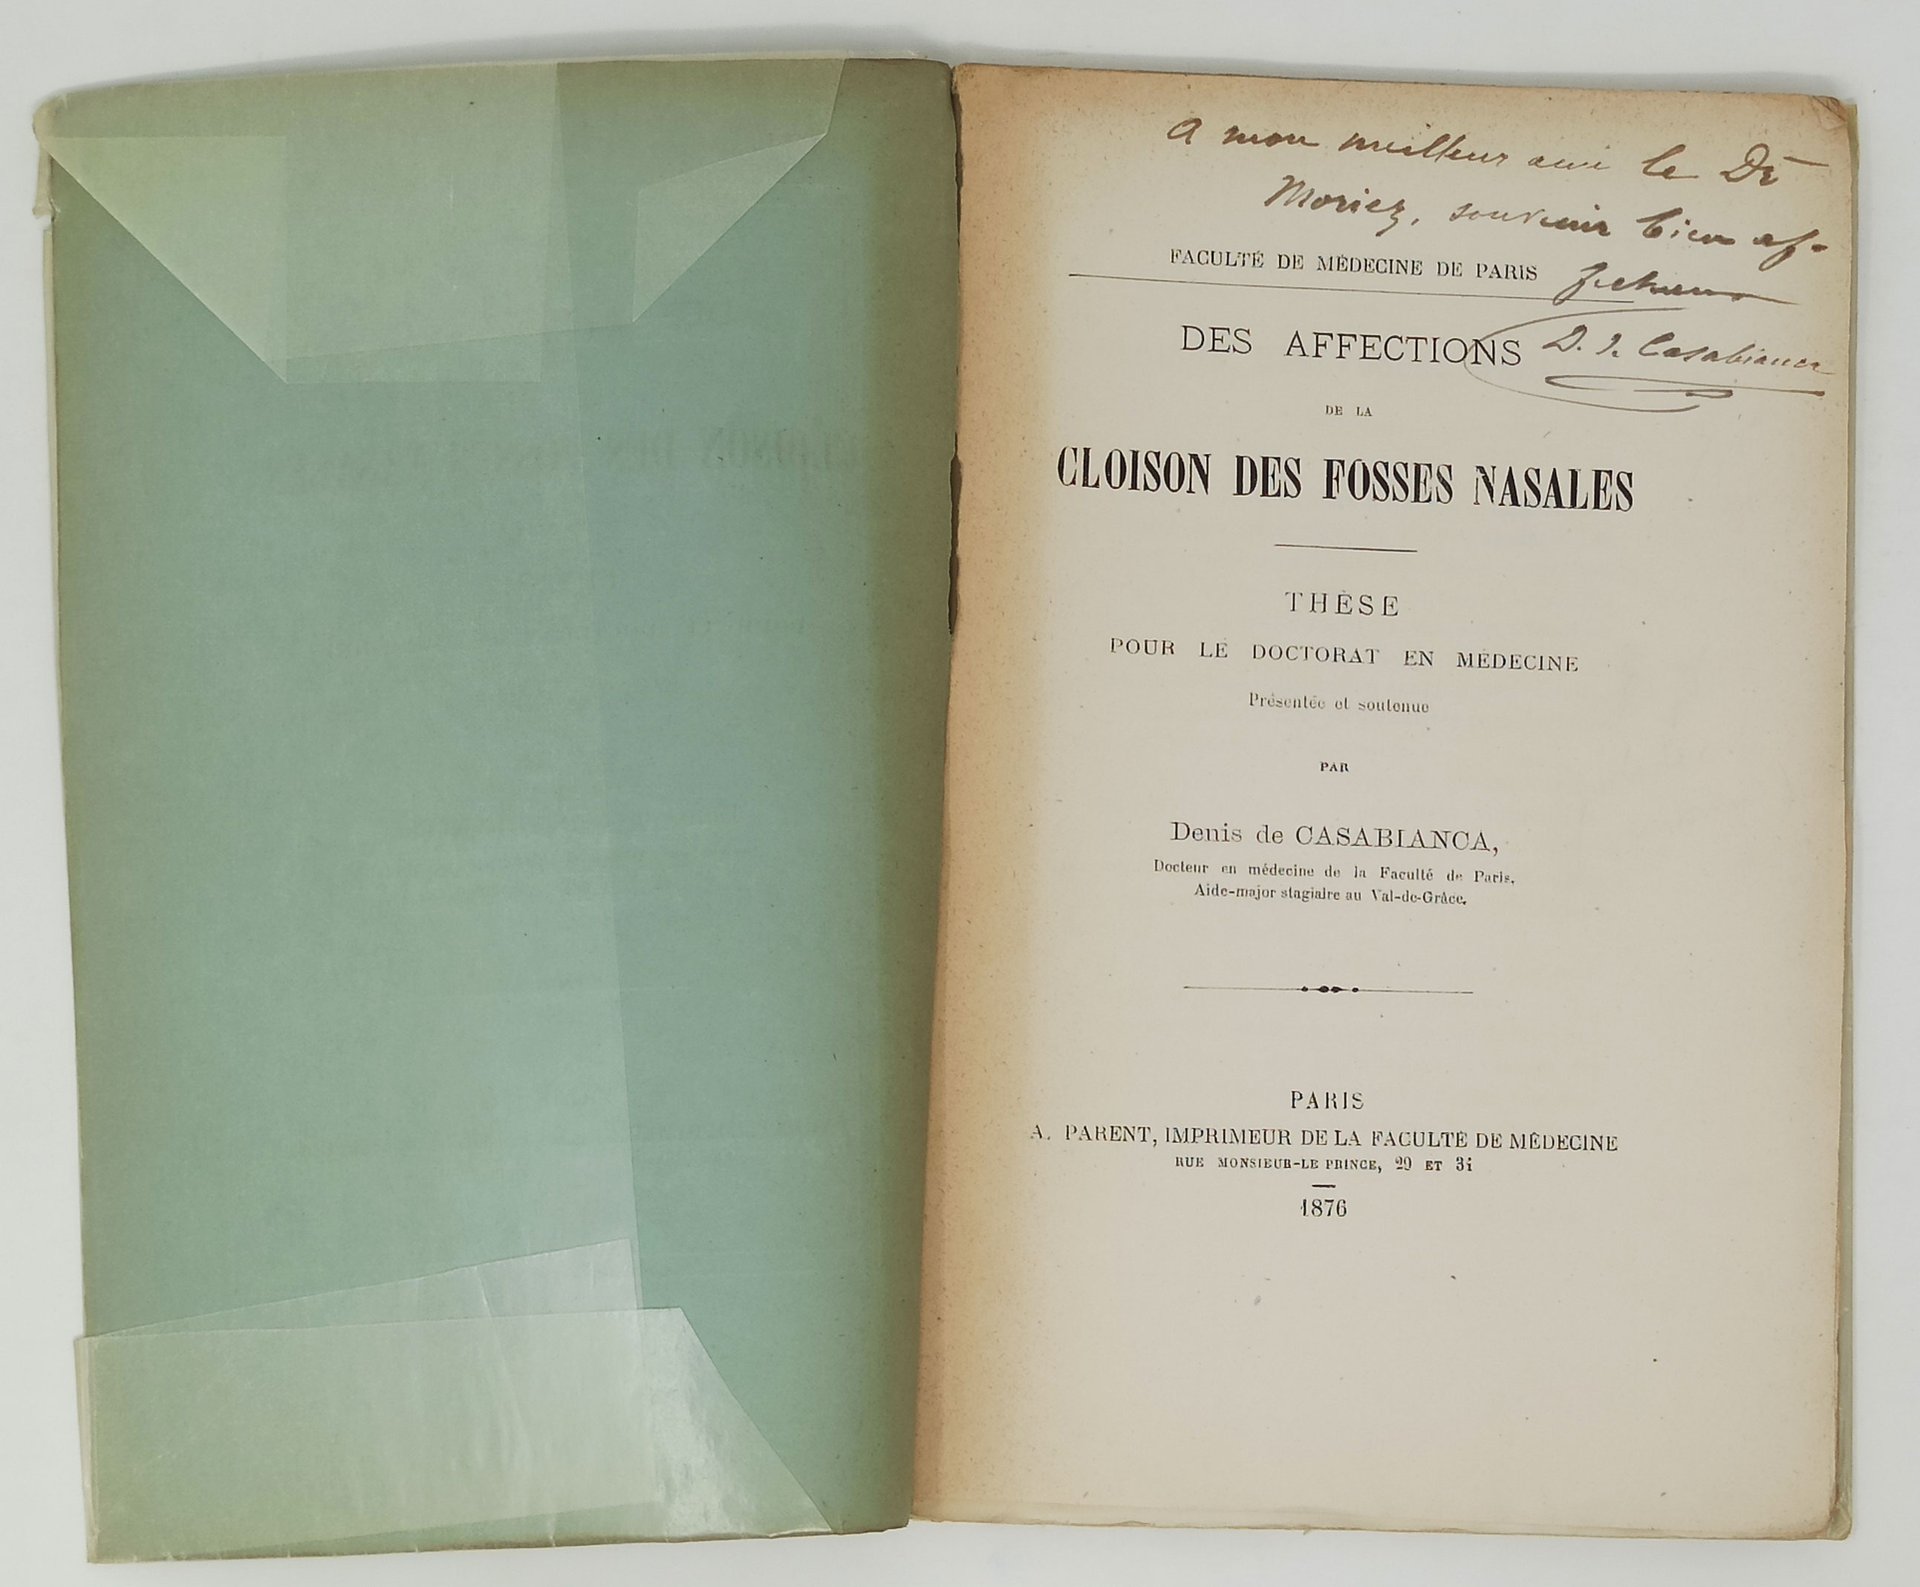 A mon meilleur ami le Dr
Moriez, souvenir bien af-
fectueux
FACULTÉ DE MÉDECINE DE PARIS
D. J. Casabianca
DES AFFECTIONS
DE LA
CLOISON DES FOSSES NASALES
THÈSE
POUR LE DOCTORAT EN MÉDECINE
Présentée et soutenue
PAR
Denis de CASABIANCA,
Docteur en médecine de la Faculté de Paris,
Aide-major stagiaire au Val-de-Grâce.
PARIS
A. PARENT, IMPRIMEUR DE LA FACULTÉ DE MÉDECINE
RUE MONSIEUR-LE PRINCE, 29 ET 31
1876